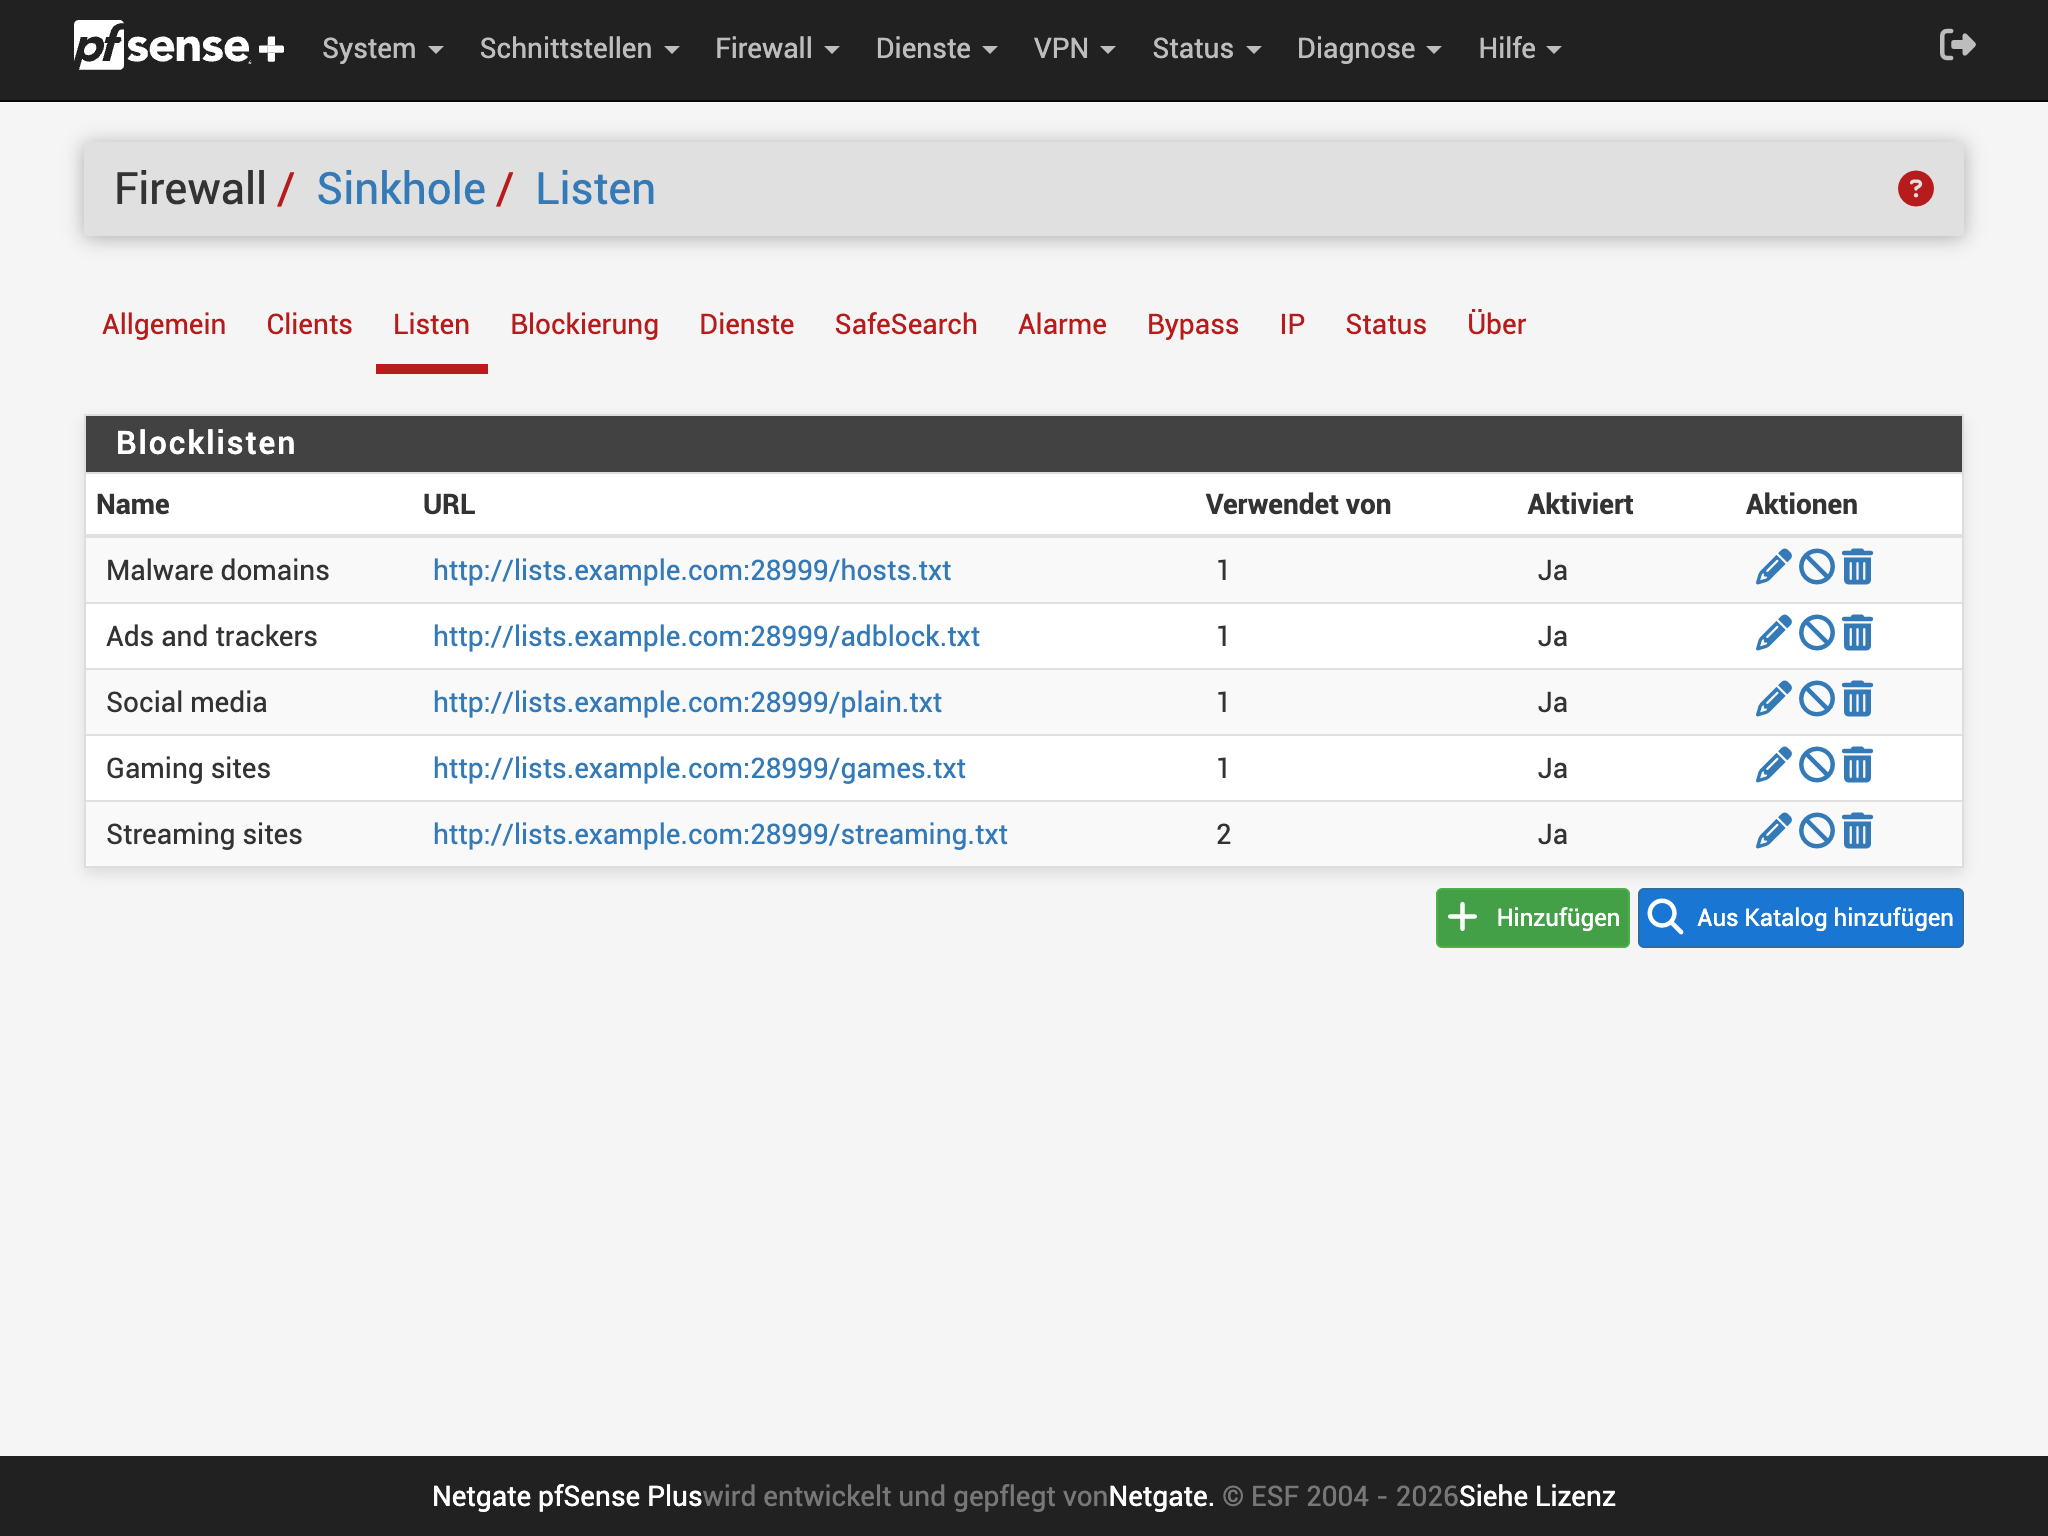 pfsense+ System Schnittstellen Firewall Dienste VPN Status Diagnose Hilfe
Firewall / Sinkhole / Listen
Allgemein Clients Listen Blockierung Dienste SafeSearch Alarme Bypass IP Status Über
Blocklisten
Name URL Verwendet von Aktiviert Aktionen
Malware domains http://lists.example.com:28999/hosts.txt 1 Ja
Ads and trackers http://lists.example.com:28999/adblock.txt 1 Ja
Social media http://lists.example.com:28999/plain.txt 1 Ja
Gaming sites http://lists.example.com:28999/games.txt 1 Ja
Streaming sites http://lists.example.com:28999/streaming.txt 2 Ja
Hinzufügen Aus Katalog hinzufügen
Netgate pfSense Pluswird entwickelt und gepflegt vonNetgate. © ESF 2004 - 2026Siehe Lizenz